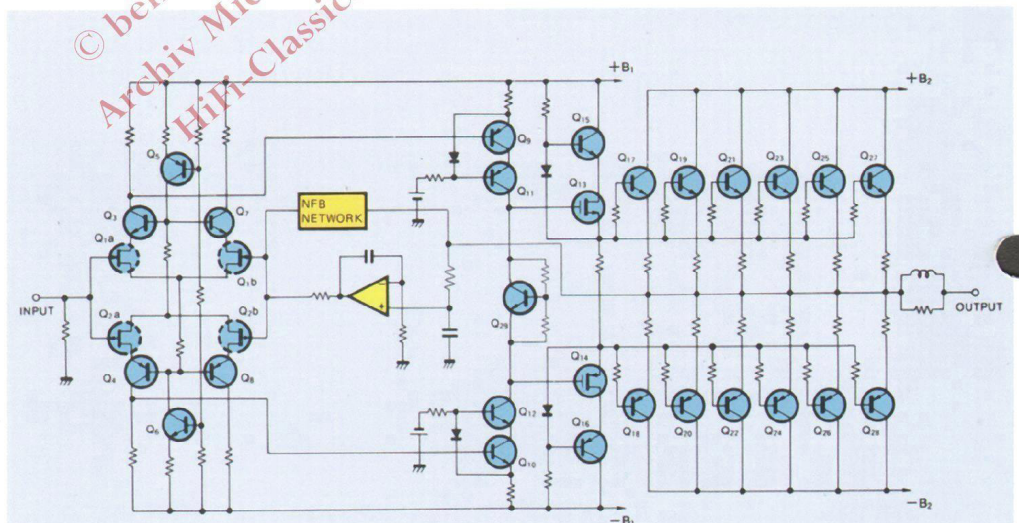 © ben
Archiv Mic
HiFi-Classic
+B₁
+B₂
Q₅
Q₉
Q₁₅
Q₁₇
Q₁₉
Q₂₁
Q₂₃
Q₂₅
Q₂₇
Q₁₁
Q₁₃
Q₃
Q₇
NFB
NETWORK
Q₁a
Q₁b
INPUT
Q₂a
Q₂b
Q₂₉
OUTPUT
Q₄
Q₈
Q₁₄
Q₆
Q₁₂
Q₁₆
Q₁₈
Q₂₀
Q₂₂
Q₂₄
Q₂₆
Q₂₈
Q₁₀
−B₁
−B₂